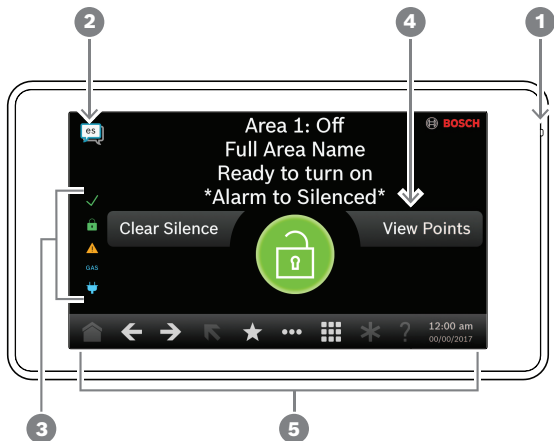 2
4
1
es
Area 1: Off
BOSCH
Full Area Name
Ready to turn on
*Alarm to Silenced*
Clear Silence
View Points
GAS
?
12:00 am
00/00/2017
3
5